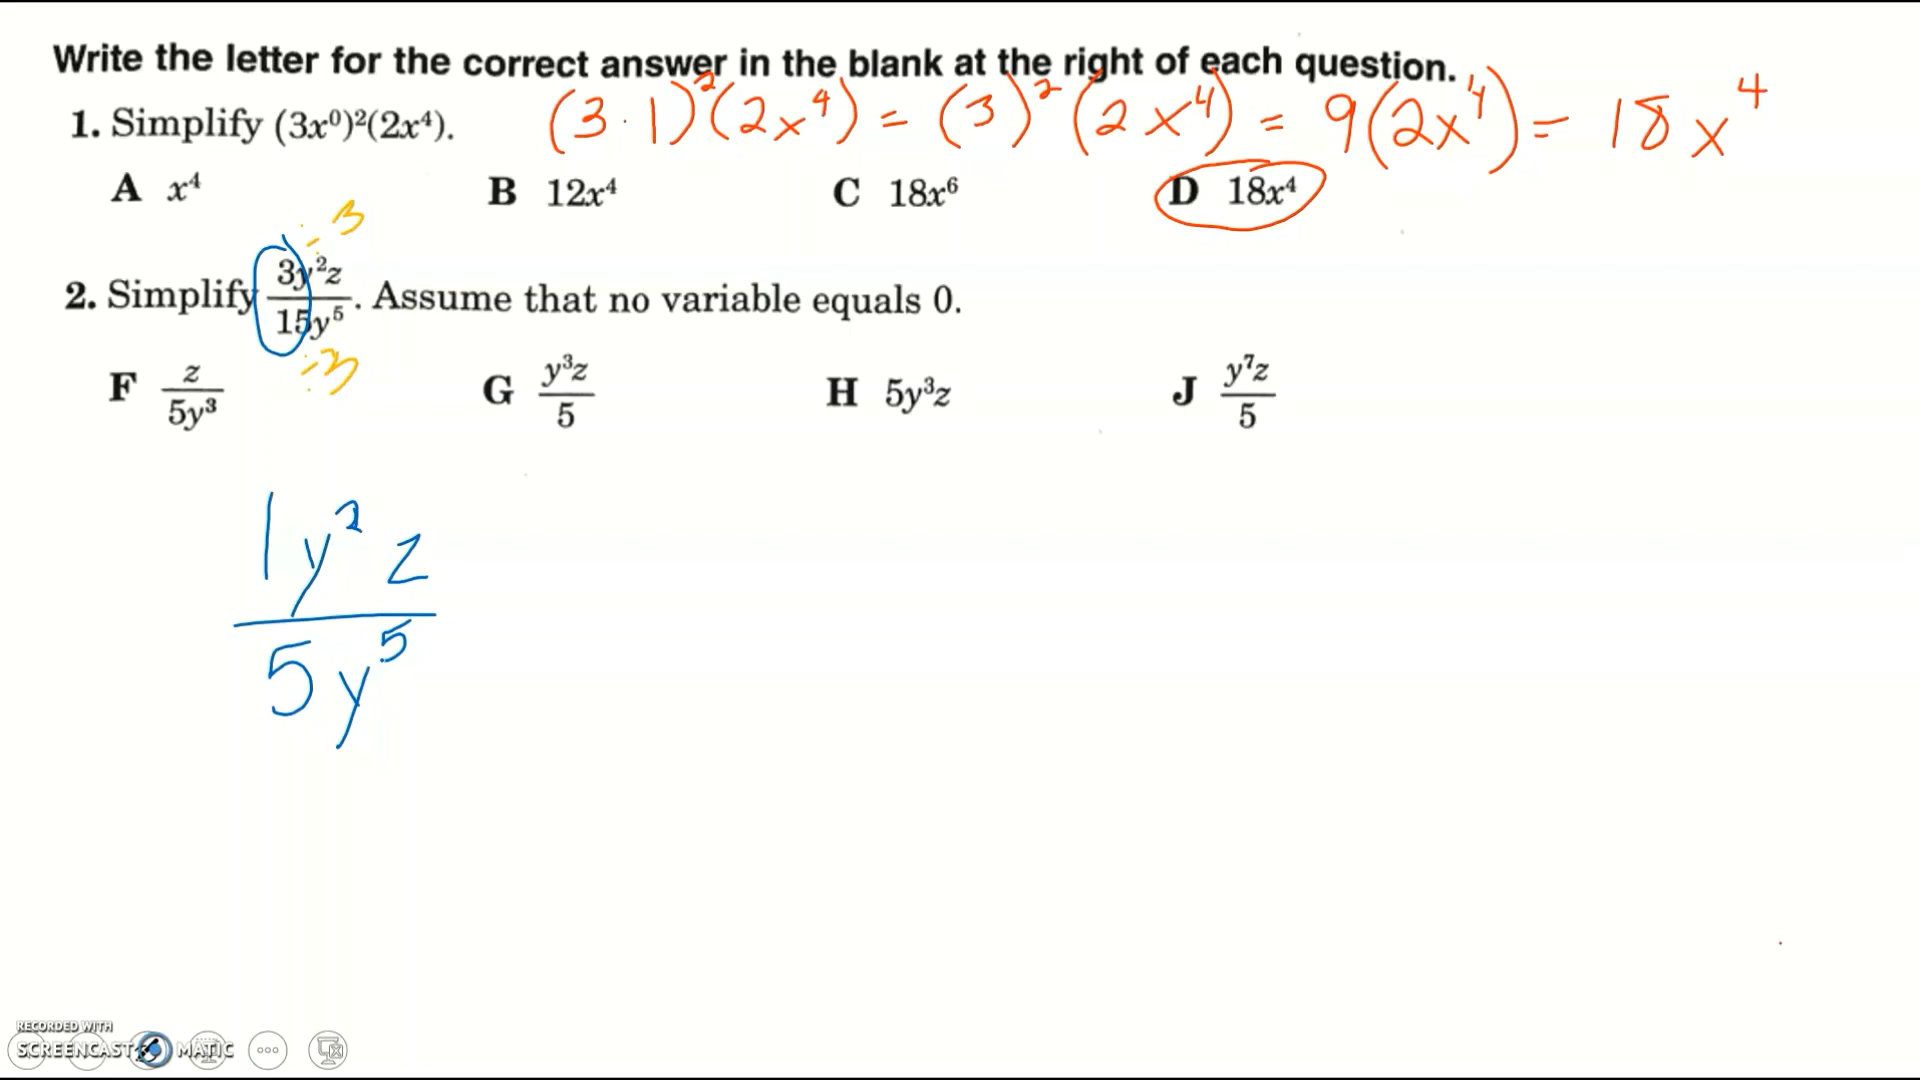 Write the letter for the correct answer in the blank at the right of each question.
1. Simplify (3x⁰)²(2x⁴). (3·1)²(2x⁴) = (3)²(2x⁴) = 9(2x⁴) = 18x⁴
A x⁴ B 12x⁴ C 18x⁶ D 18x⁴
÷3
2. Simplify 3y²z/15y⁵. Assume that no variable equals 0.
÷3
F z/5y³ G y³z/5 H 5y³z J y⁷z/5
1y²z
5y⁵
RECORDED WITH
SCREENCAST MATIC